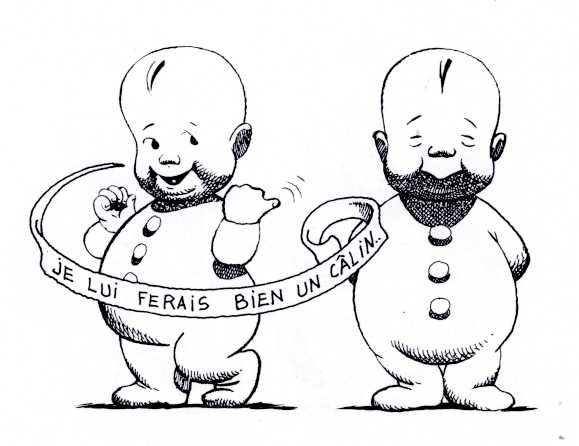 JE LUI FERAIS BIEN UN CÂLIN..